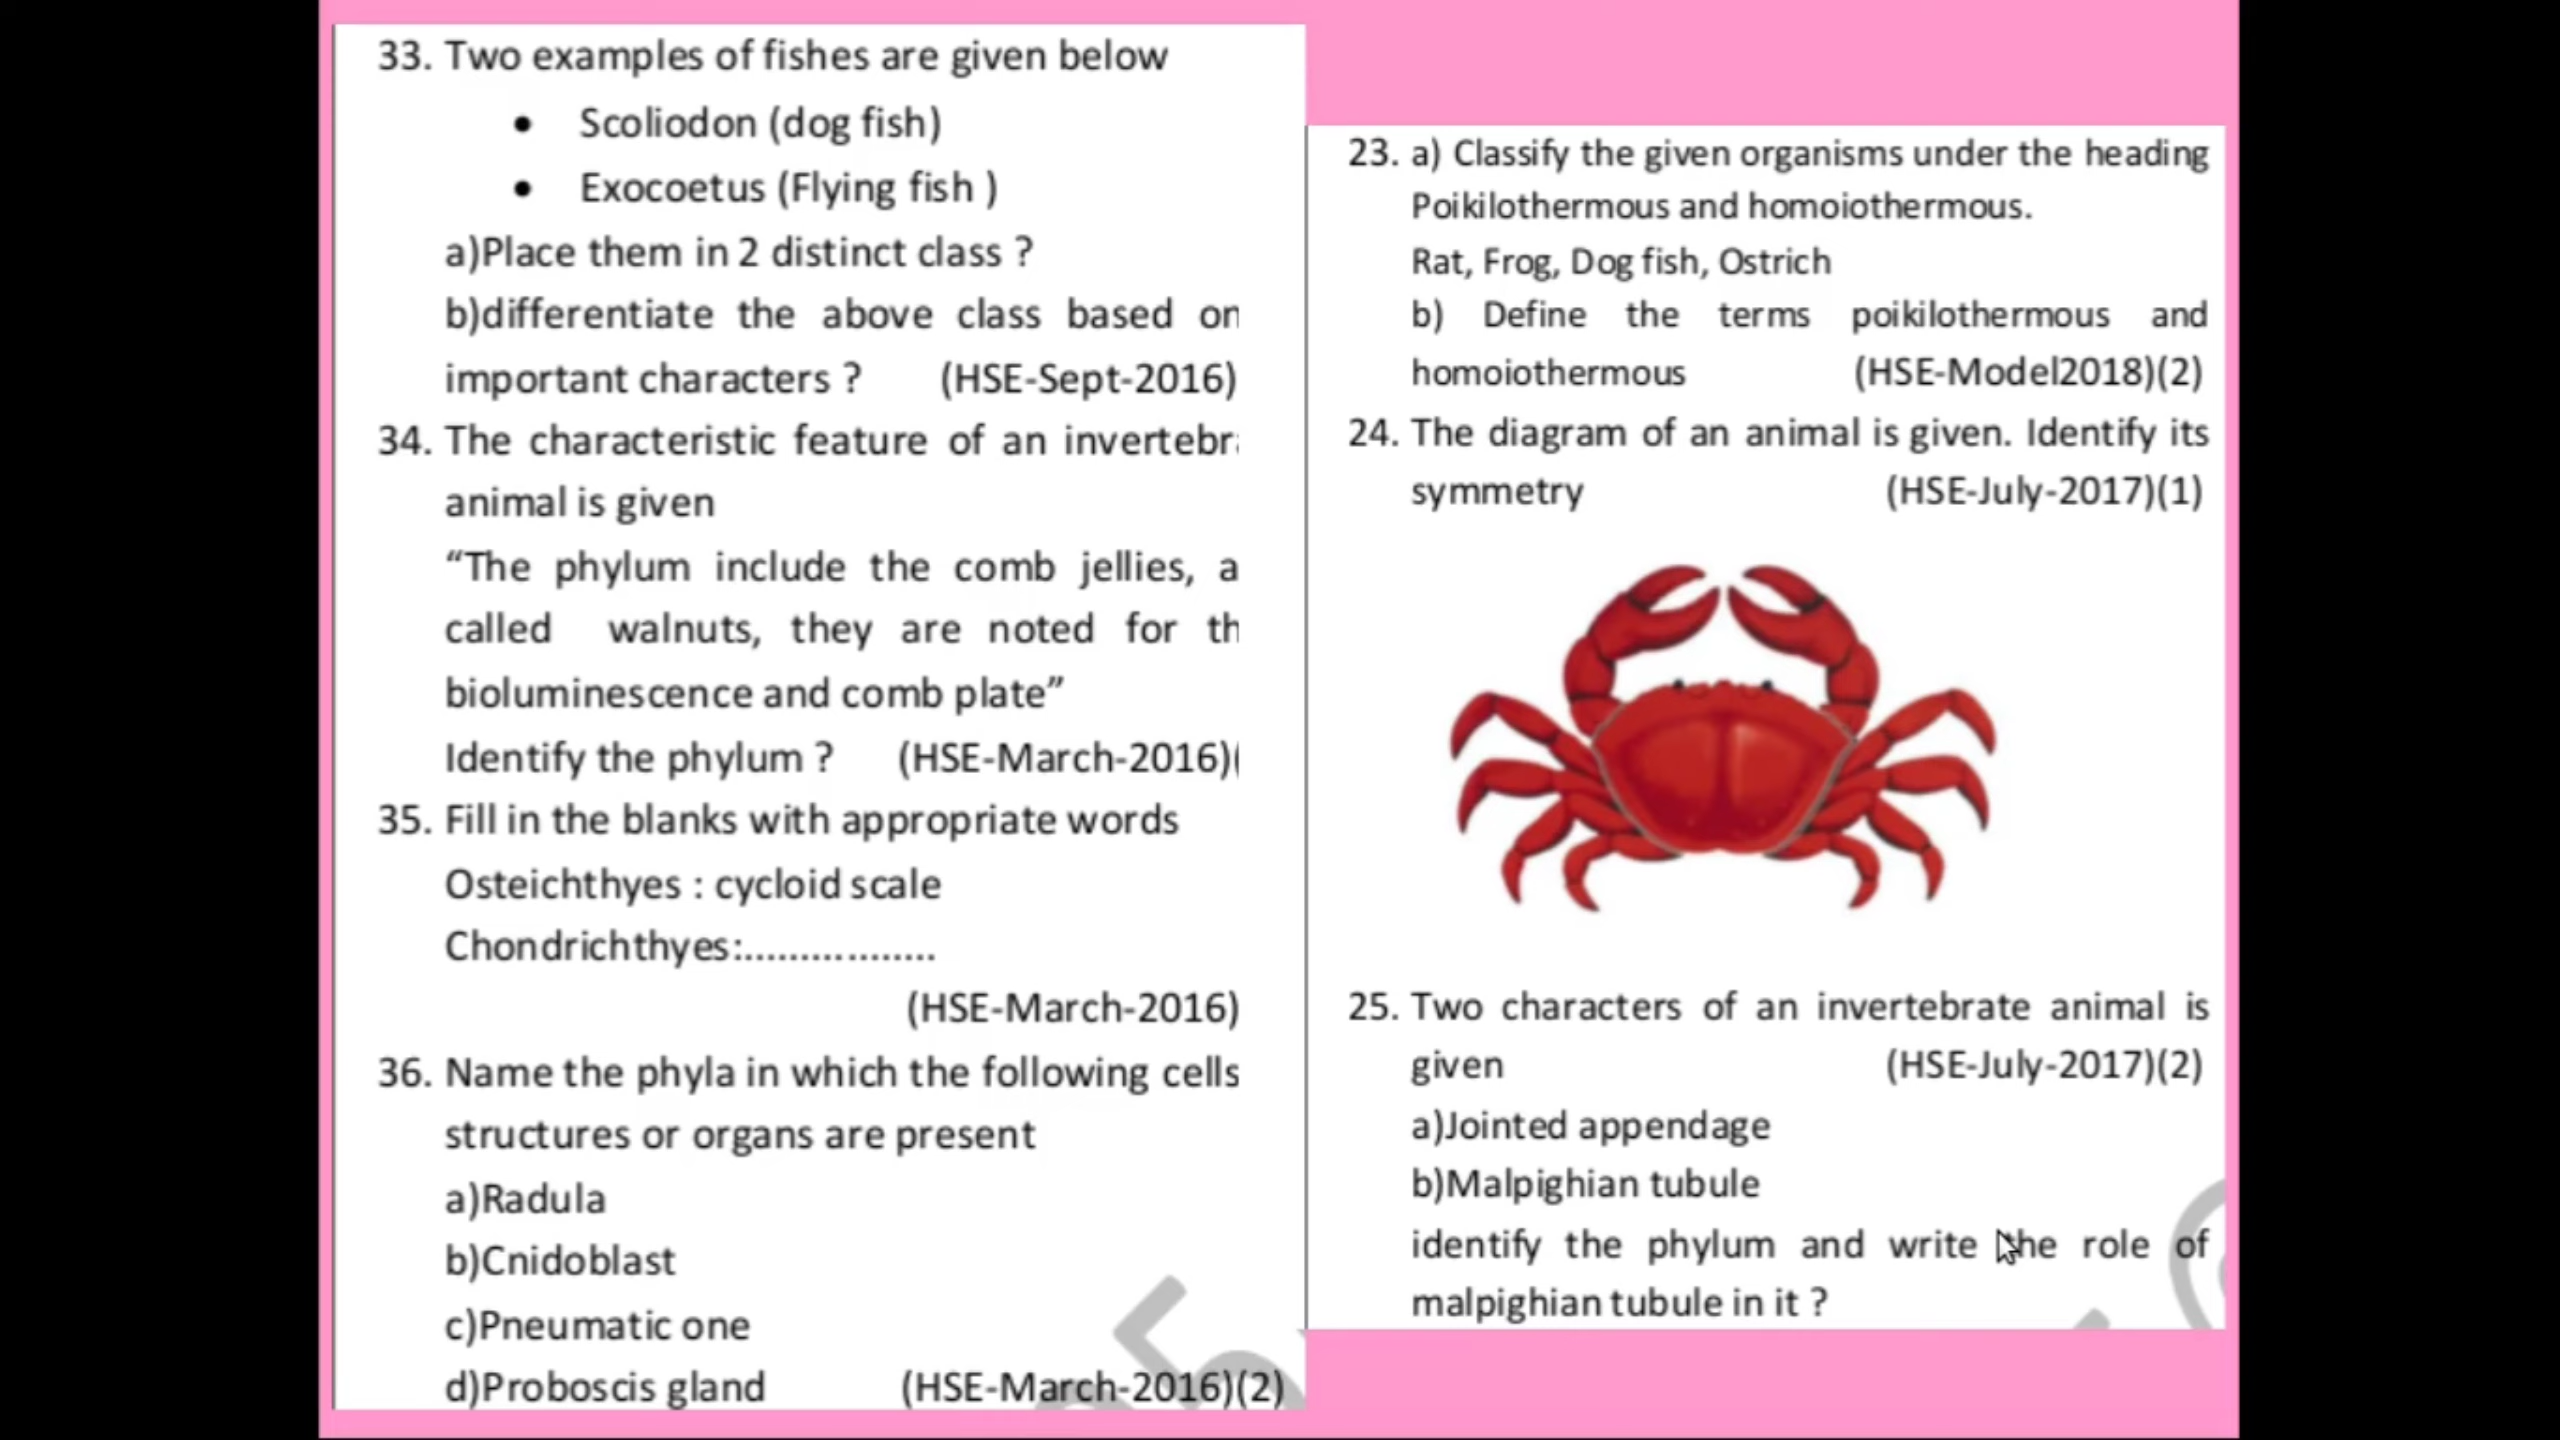 33. Two examples of fishes are given below
• Scoliodon (dog fish)
• Exocoetus (Flying fish )
a)Place them in 2 distinct class ?
b)differentiate the above class based on
important characters ? (HSE-Sept-2016)
34. The characteristic feature of an invertebr
animal is given
“The phylum include the comb jellies, a
called walnuts, they are noted for th
bioluminescence and comb plate”
Identify the phylum ? (HSE-March-2016)(
35. Fill in the blanks with appropriate words
Osteichthyes : cycloid scale
Chondrichthyes:.................
(HSE-March-2016)
36. Name the phyla in which the following cells
structures or organs are present
a)Radula
b)Cnidoblast
c)Pneumatic one
d)Proboscis gland (HSE-March-2016)(2)
23. a) Classify the given organisms under the heading
Poikilothermous and homoiothermous.
Rat, Frog, Dog fish, Ostrich
b) Define the terms poikilothermous and
homoiothermous (HSE-Model2018)(2)
24. The diagram of an animal is given. Identify its
symmetry (HSE-July-2017)(1)
25. Two characters of an invertebrate animal is
given (HSE-July-2017)(2)
a)Jointed appendage
b)Malpighian tubule
identify the phylum and write the role of
malpighian tubule in it ?